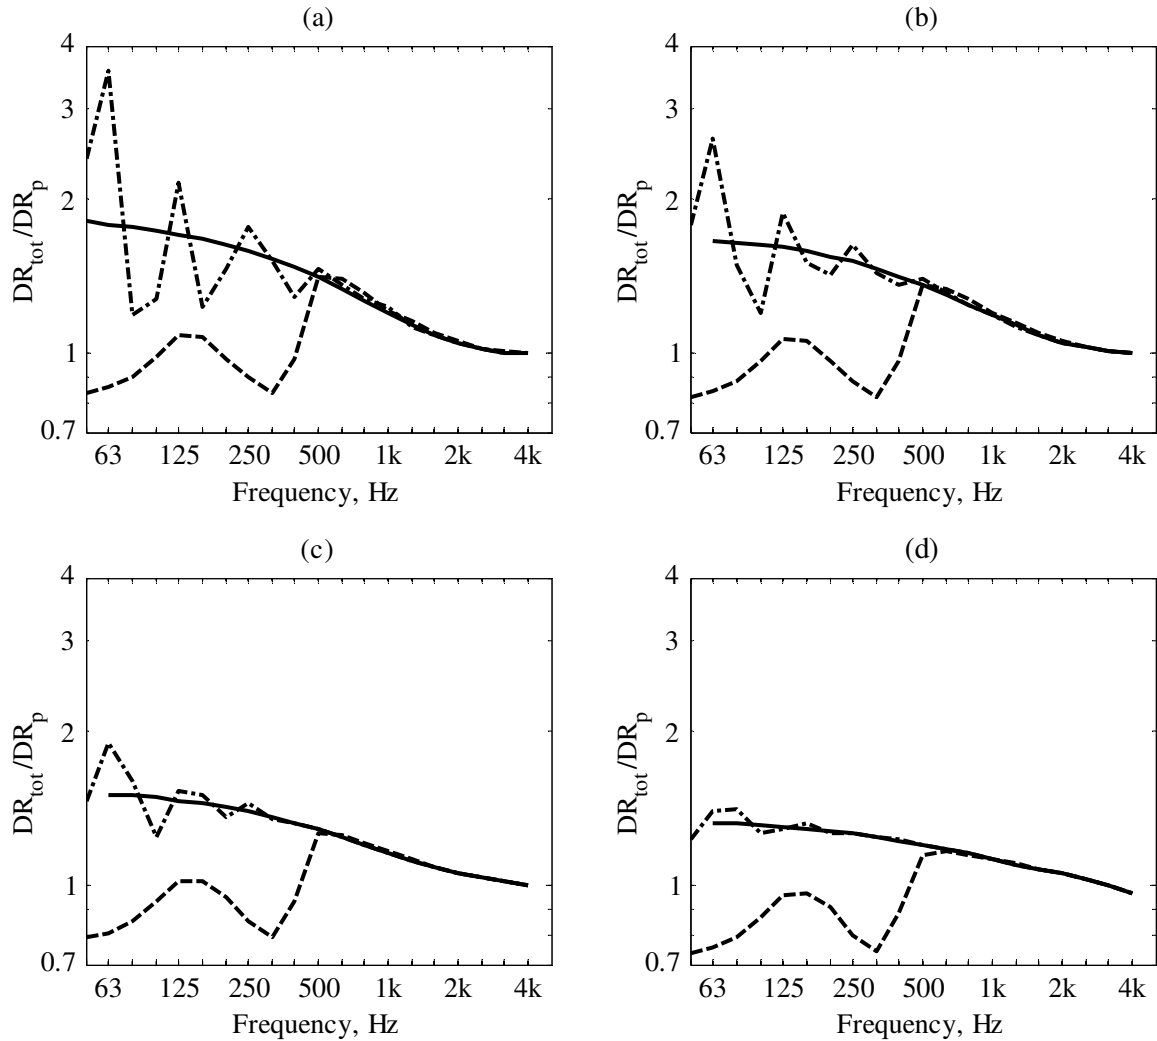 (a)
4
3
2
1
0.7
DR_tot/DR_p
63 125 250 500 1k 2k 4k
Frequency, Hz
(b)
4
3
2
1
0.7
DR_tot/DR_p
63 125 250 500 1k 2k 4k
Frequency, Hz
(c)
4
3
2
1
0.7
DR_tot/DR_p
63 125 250 500 1k 2k 4k
Frequency, Hz
(d)
4
3
2
1
0.7
DR_tot/DR_p
63 125 250 500 1k 2k 4k
Frequency, Hz